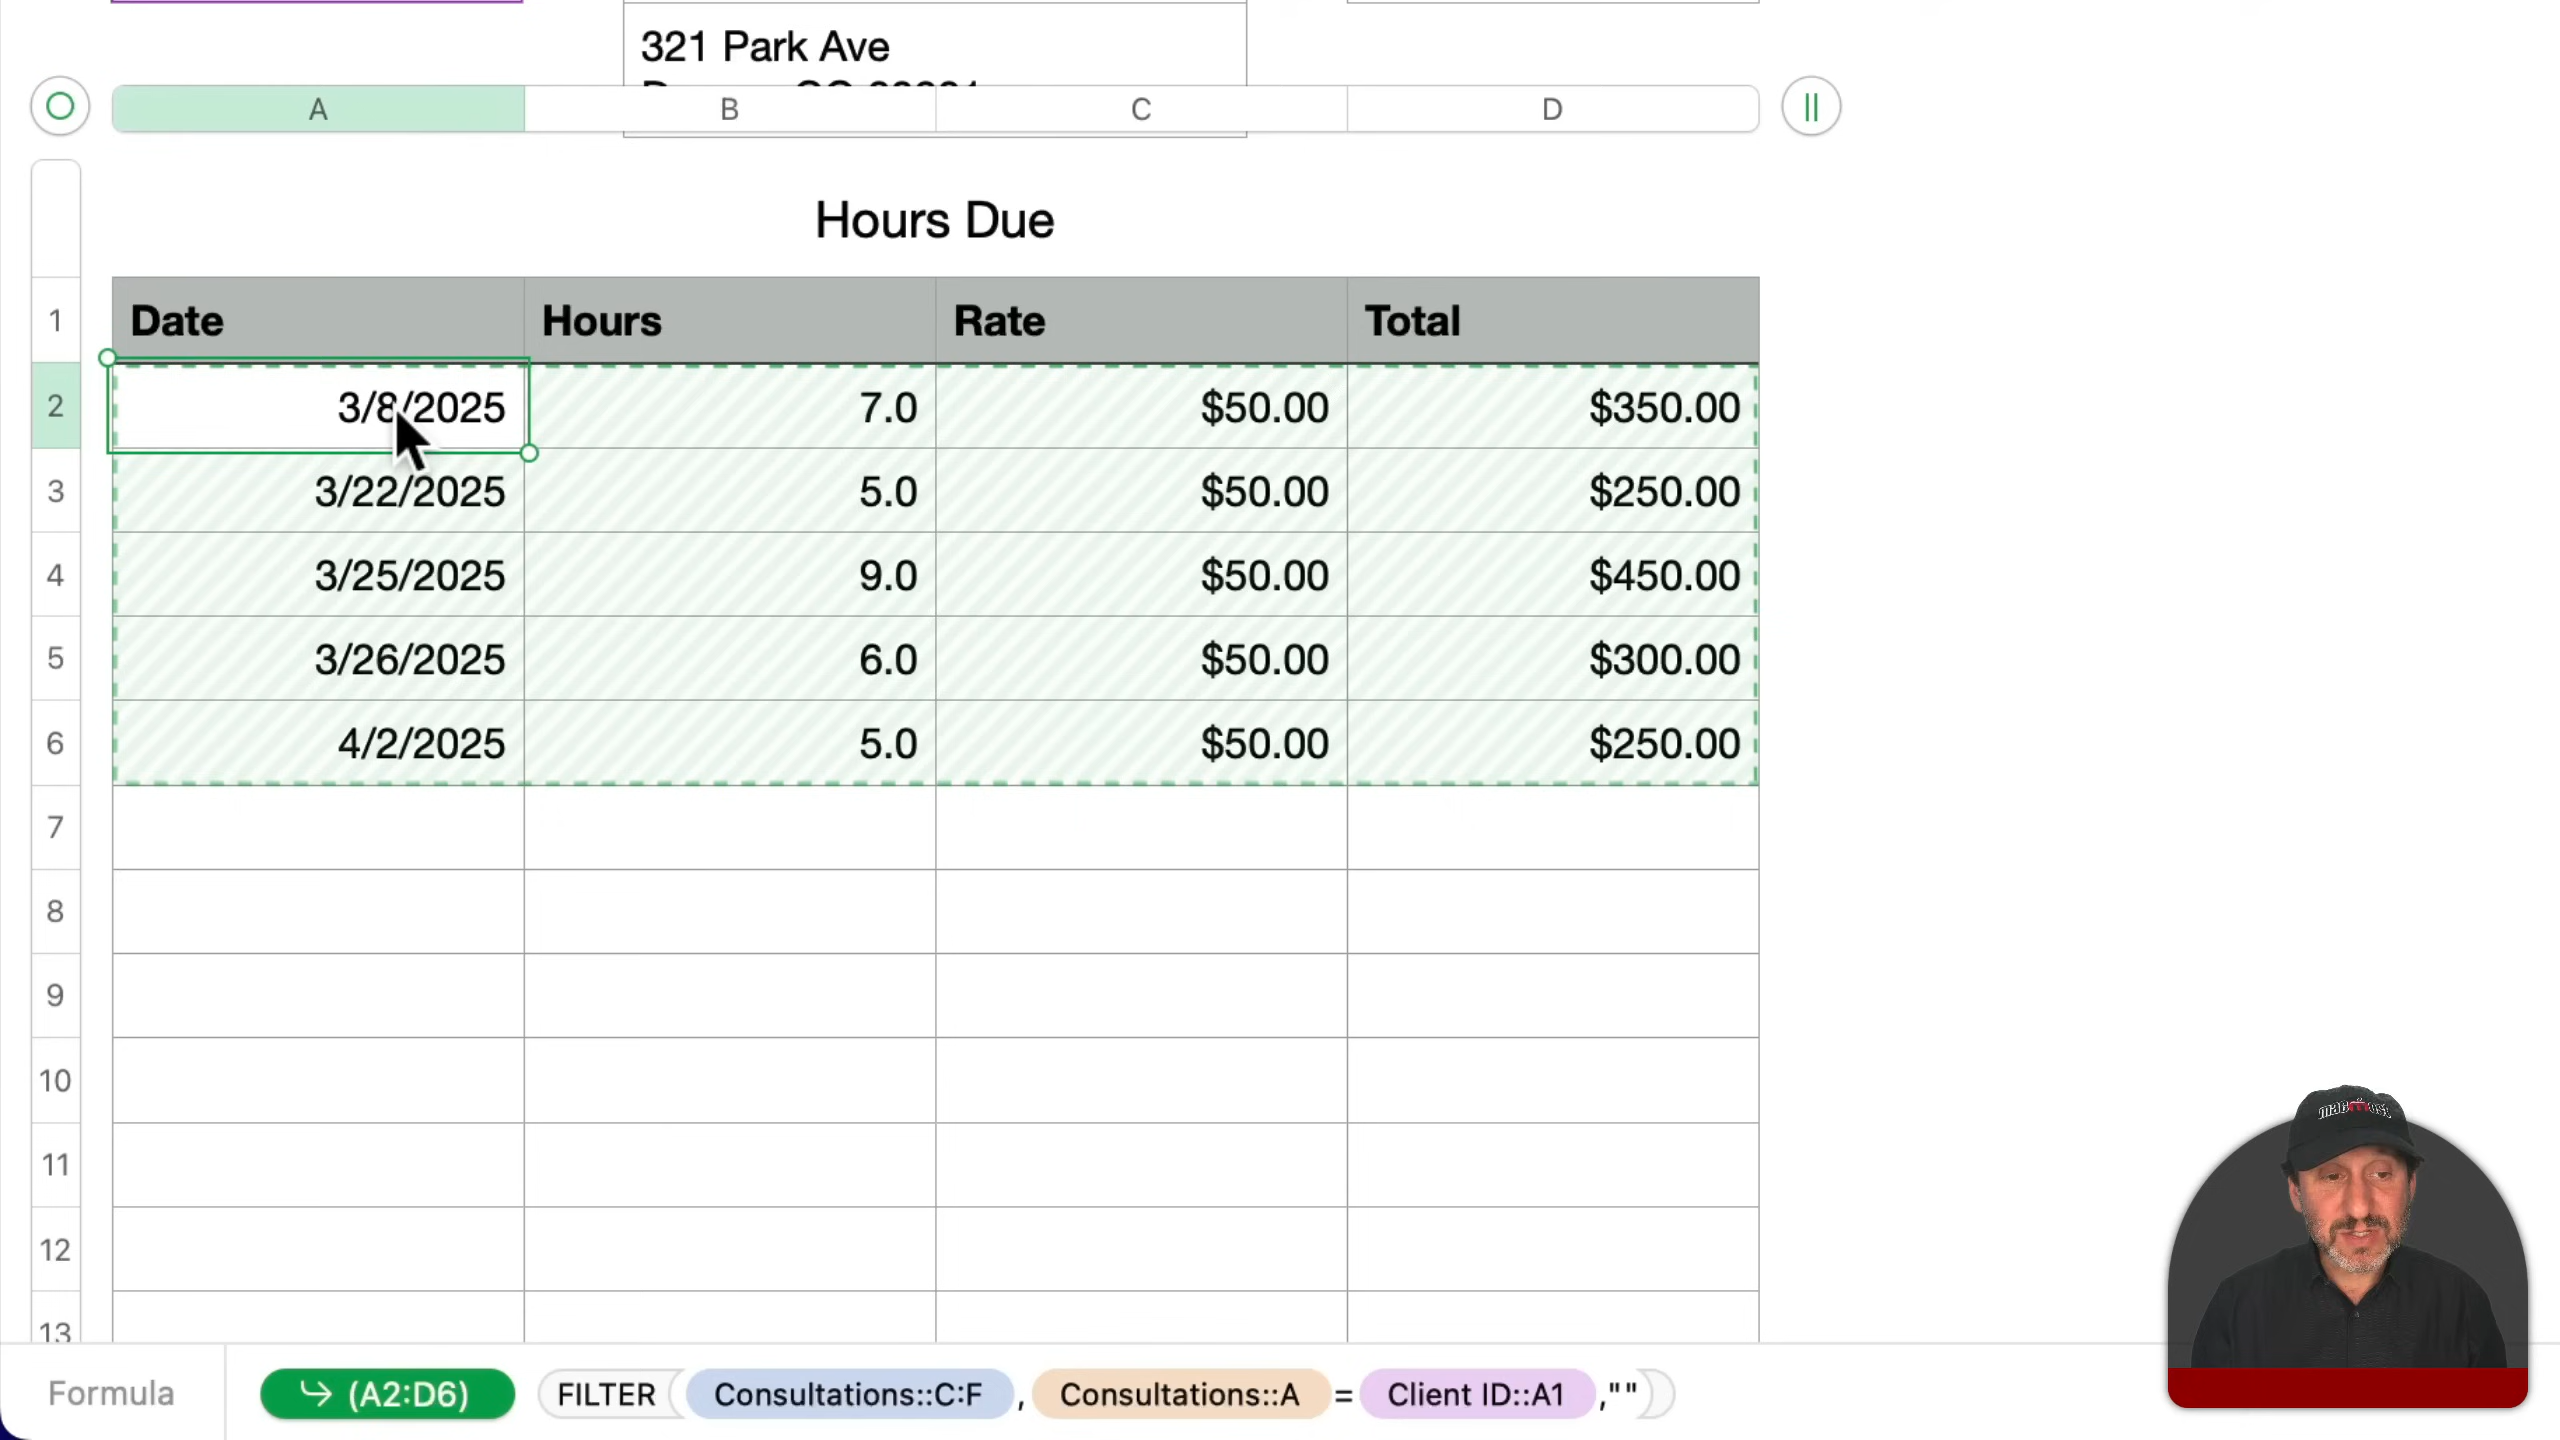 321 Park Ave
A B C D
Hours Due
1 Date Hours Rate Total
2 3/8/2025 7.0 $50.00 $350.00
3 3/22/2025 5.0 $50.00 $250.00
4 3/25/2025 9.0 $50.00 $450.00
5 3/26/2025 6.0 $50.00 $300.00
6 4/2/2025 5.0 $50.00 $250.00
7
8
9
10
11
12
13
Formula (A2:D6) FILTER Consultations::C:F , Consultations::A = Client ID::A1 ,""
macmost